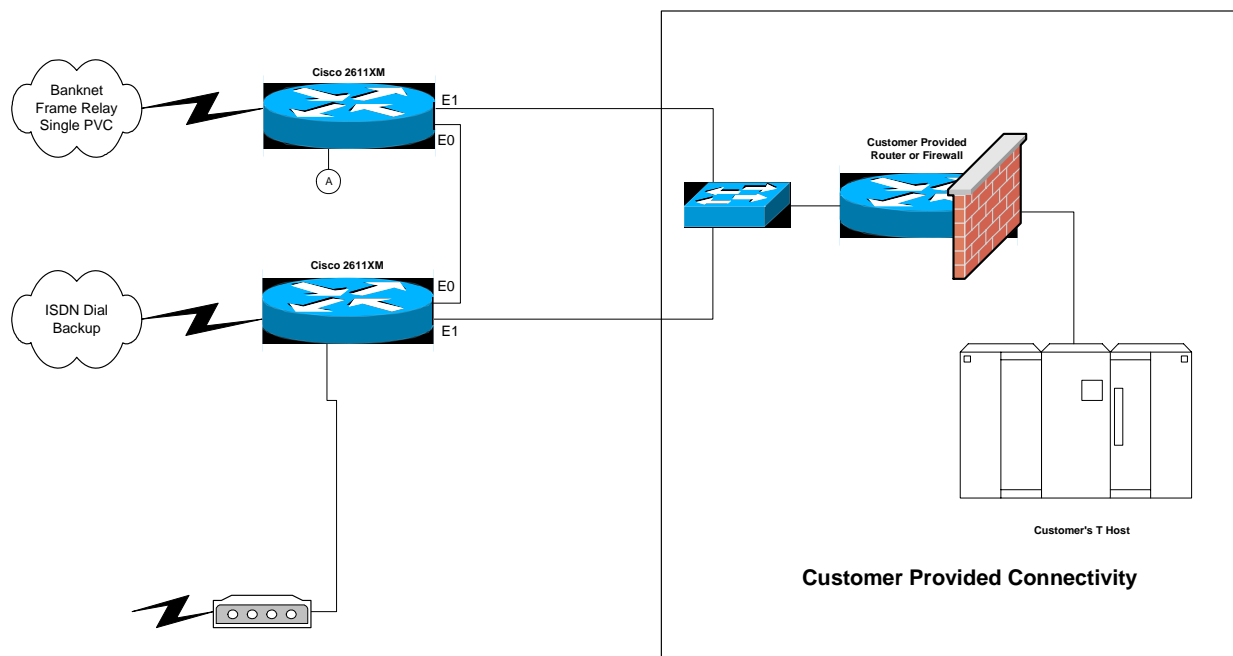 Cisco 2611XM
Banknet
Frame Relay
Single PVC
E1
E0
A
Customer Provided
Router or Firewall
Cisco 2611XM
E0
E1
ISDN Dial
Backup
Customer's T Host
Customer Provided Connectivity